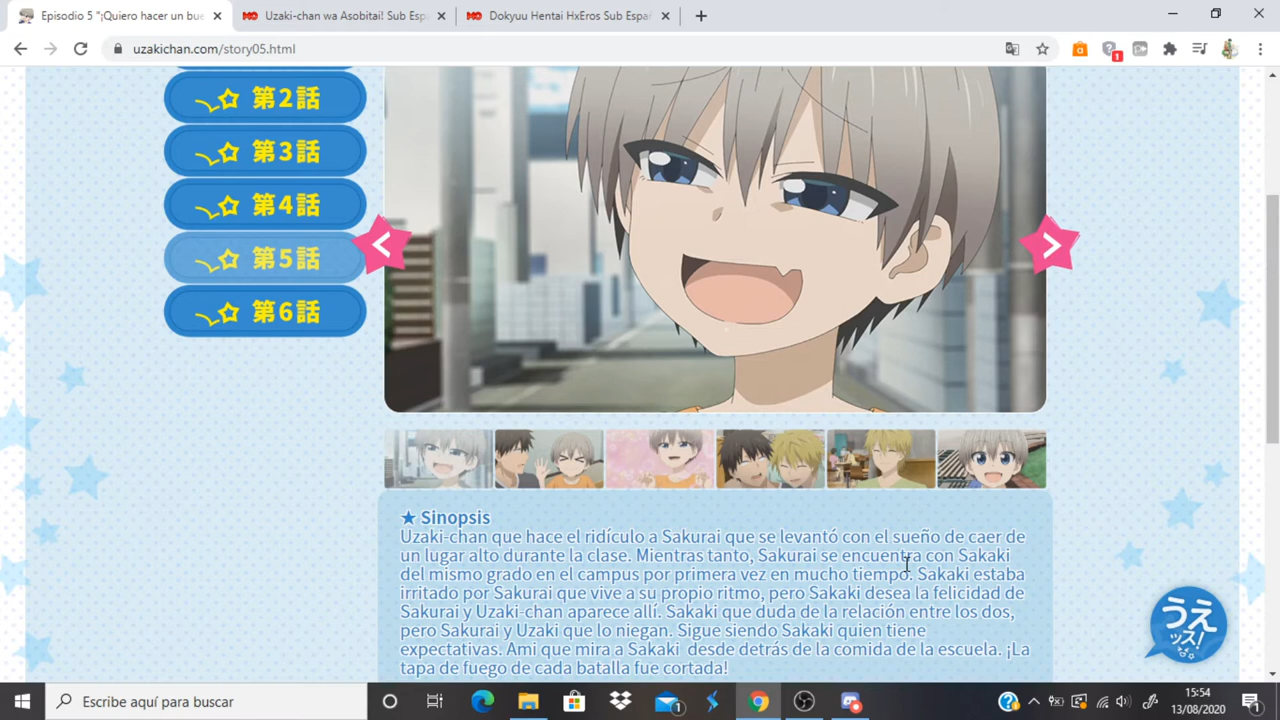 Episodio 5 "¡Quiero hacer un bue
Uzaki-chan wa Asobitai! Sub Esp
Dokyuu Hentai HxEros Sub Españ
uzakichan.com/story05.html
1
第2話
第3話
第4話
第5話
第6話
★ Sinopsis
Uzaki-chan que hace el ridículo a Sakurai que se levantó con el sueño de caer de
un lugar alto durante la clase. Mientras tanto, Sakurai se encuentra con Sakaki
del mismo grado en el campus por primera vez en mucho tiempo. Sakaki estaba
irritado por Sakurai que vive a su propio ritmo, pero Sakaki desea la felicidad de
Sakurai y Uzaki-chan aparece allí. Sakaki que duda de la relación entre los dos,
pero Sakurai y Uzaki que lo niegan. Sigue siendo Sakaki quien tiene
expectativas. Ami que mira a Sakaki desde detrás de la comida de la escuela. ¡La
tapa de fuego de cada batalla fue cortada!
うえ
ッス!
Escribe aquí para buscar
1
15:54
13/08/2020
1